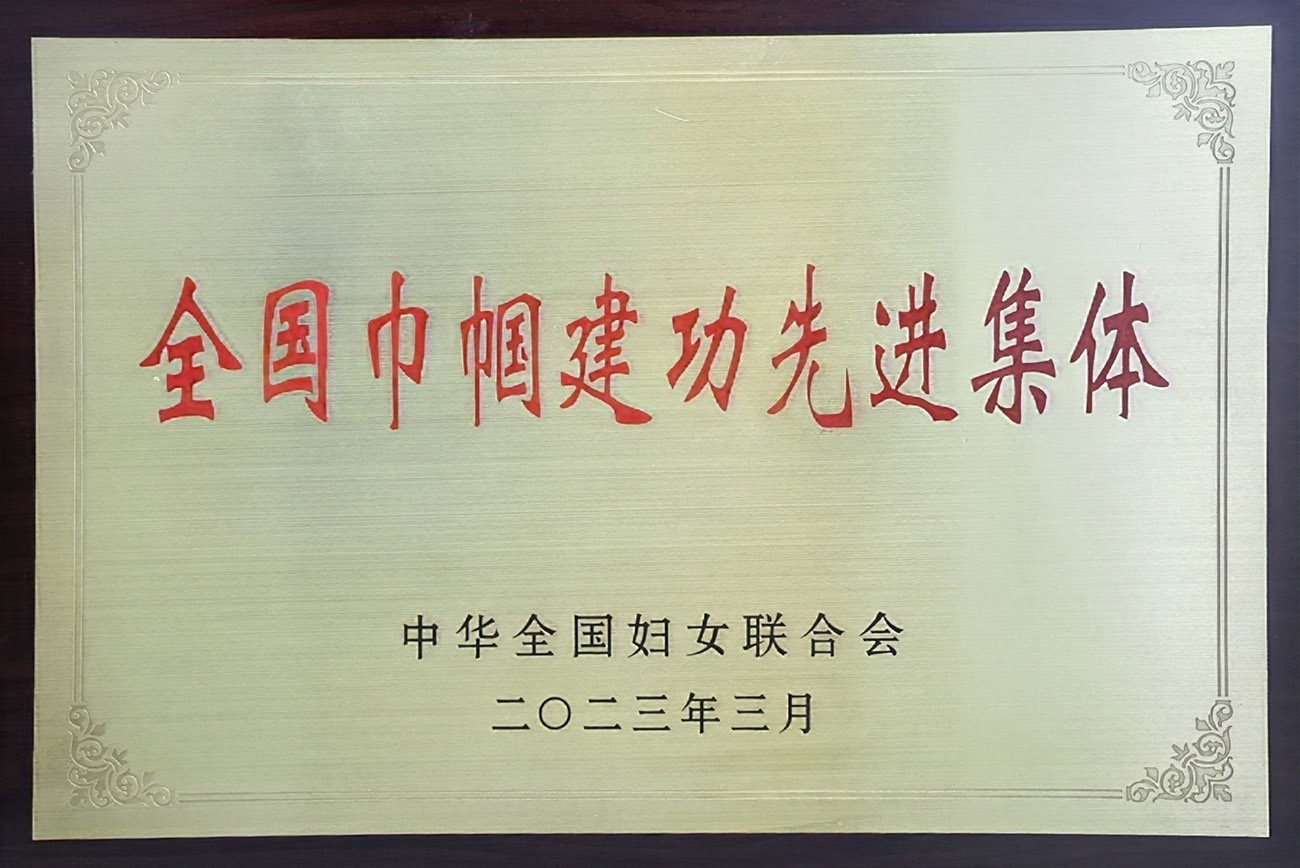 全国巾帼建功先进集体
中华全国妇女联合会
二〇二三年三月